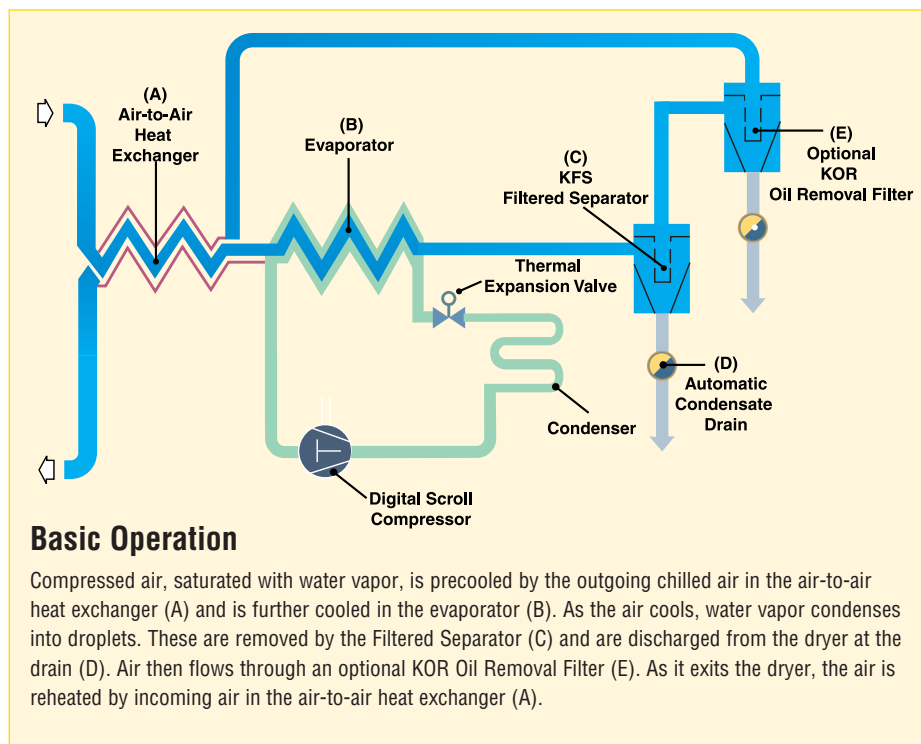 (A)
Air-to-Air
Heat
Exchanger
(B)
Evaporator
(C)
KFS
Filtered Separator
(E)
Optional
KOR
Oil Removal Filter
Thermal
Expansion Valve
(D)
Automatic
Condensate
Drain
Condenser
Digital Scroll
Compressor
Basic Operation
Compressed air, saturated with water vapor, is precooled by the outgoing chilled air in the air-to-air
heat exchanger (A) and is further cooled in the evaporator (B). As the air cools, water vapor condenses
into droplets. These are removed by the Filtered Separator (C) and are discharged from the dryer at the
drain (D). Air then flows through an optional KOR Oil Removal Filter (E). As it exits the dryer, the air is
reheated by incoming air in the air-to-air heat exchanger (A).